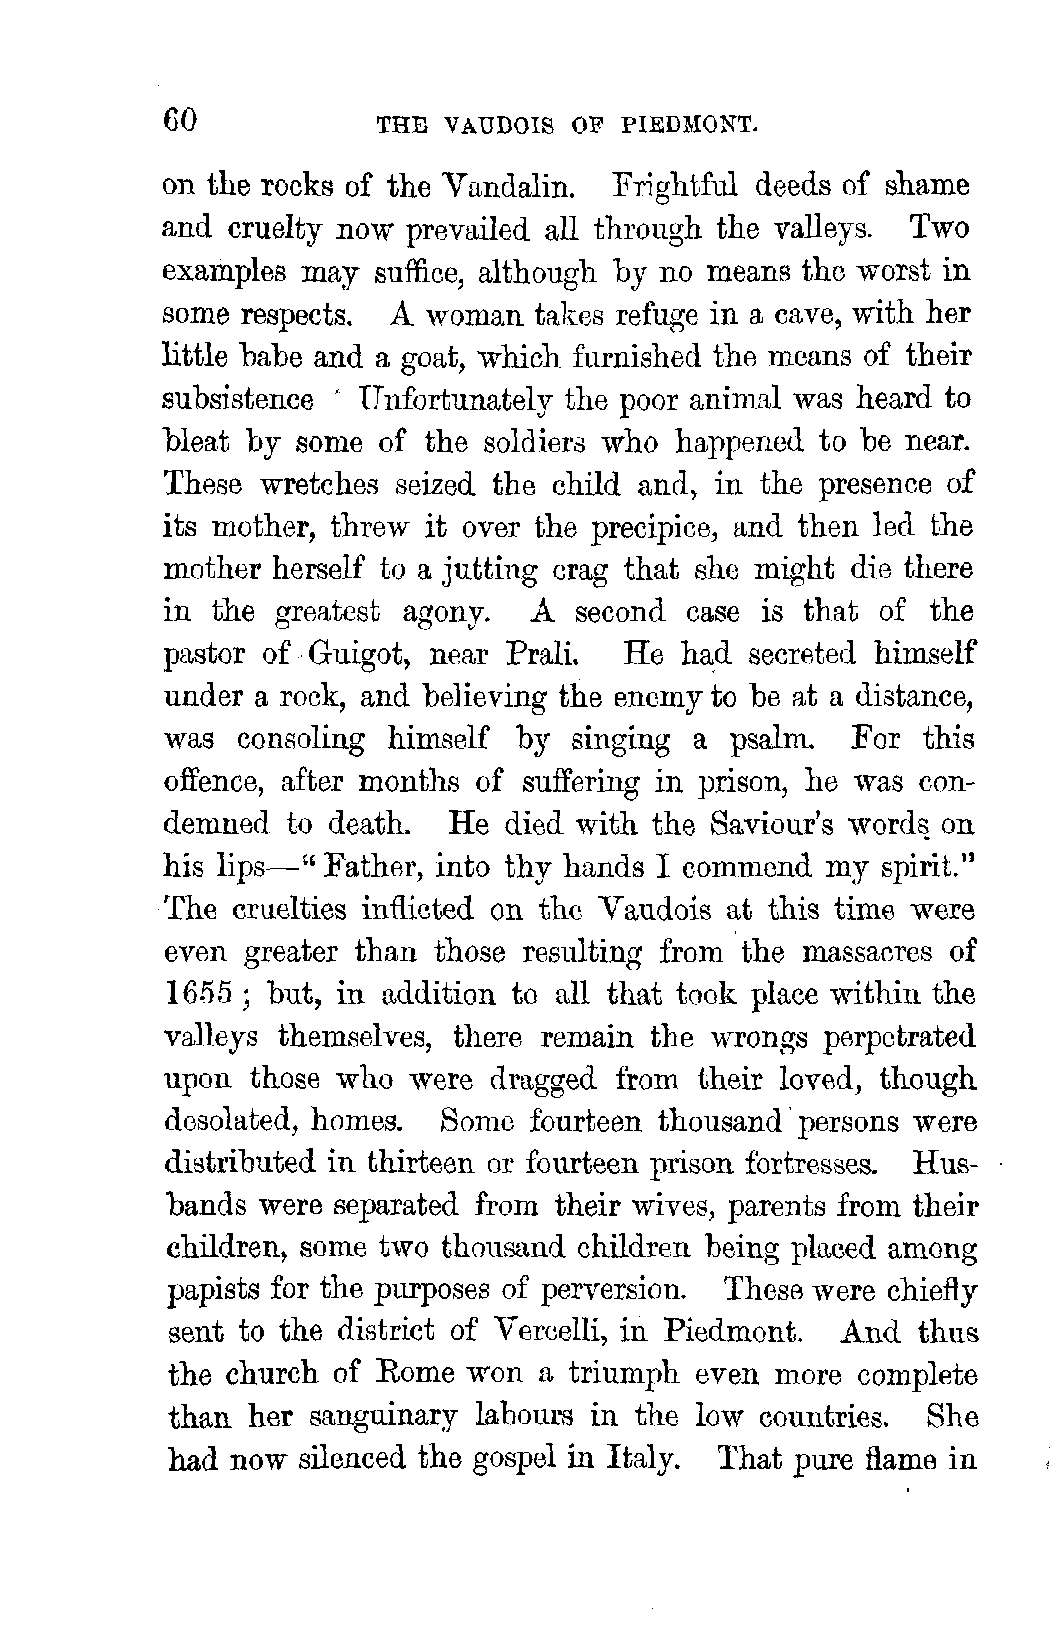 60 THE VAUDOIS OF PIEDMONT.
on the rocks of the Vandalin. Frightful deeds of shame
and cruelty now prevailed all through the valleys. Two
examples may suffice, although by no means the worst in
some respects. A woman takes refuge in a cave, with her
little babe and a goat, which furnished the means of their
subsistence ' Unfortunately the poor animal was heard to
bleat by some of the soldiers who happened to be near.
These wretches seized the child and, in the presence of
its mother, threw it over the precipice, and then led the
mother herself to a jutting crag that she might die there
in the greatest agony. A second case is that of the
pastor of Guigot, near Prali. He had secreted himself
under a rock, and believing the enemy to be at a distance,
was consoling himself by singing a psalm. For this
offence, after months of suffering in prison, he was con-
demned to death. He died with the Saviour's words on
his lips—"Father, into thy hands I commend my spirit."
The cruelties inflicted on the Vaudois at this time were
even greater than those resulting from the massacres of
1655; but, in addition to all that took place within the
valleys themselves, there remain the wrongs perpetrated
upon those who were dragged from their loved, though
desolated, homes. Some fourteen thousand persons were
distributed in thirteen or fourteen prison fortresses. Hus-
bands were separated from their wives, parents from their
children, some two thousand children being placed among
papists for the purposes of perversion. These were chiefly
sent to the district of Vercelli, in Piedmont. And thus
the church of Rome won a triumph even more complete
than her sanguinary labours in the low countries. She
had now silenced the gospel in Italy. That pure flame in